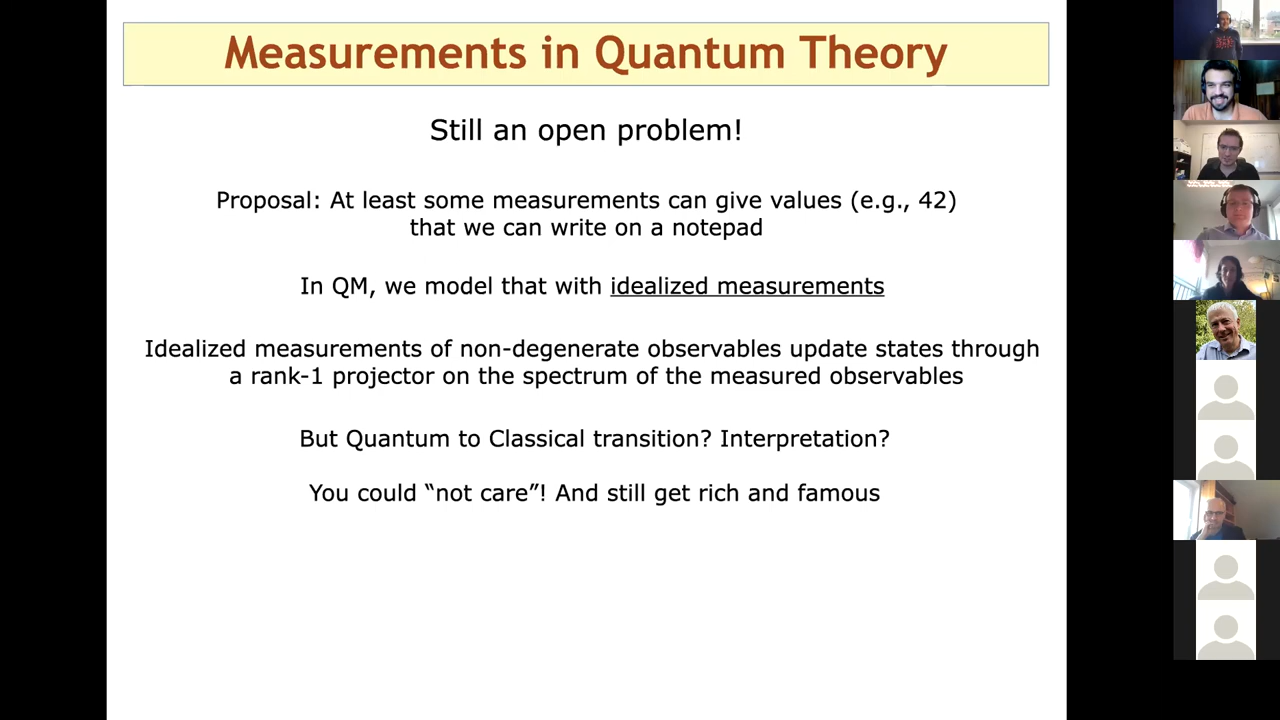 Measurements in Quantum Theory
Still an open problem!
Proposal: At least some measurements can give values (e.g., 42)
that we can write on a notepad
In QM, we model that with idealized measurements
Idealized measurements of non-degenerate observables update states through
a rank-1 projector on the spectrum of the measured observables
But Quantum to Classical transition? Interpretation?
You could “not care”! And still get rich and famous